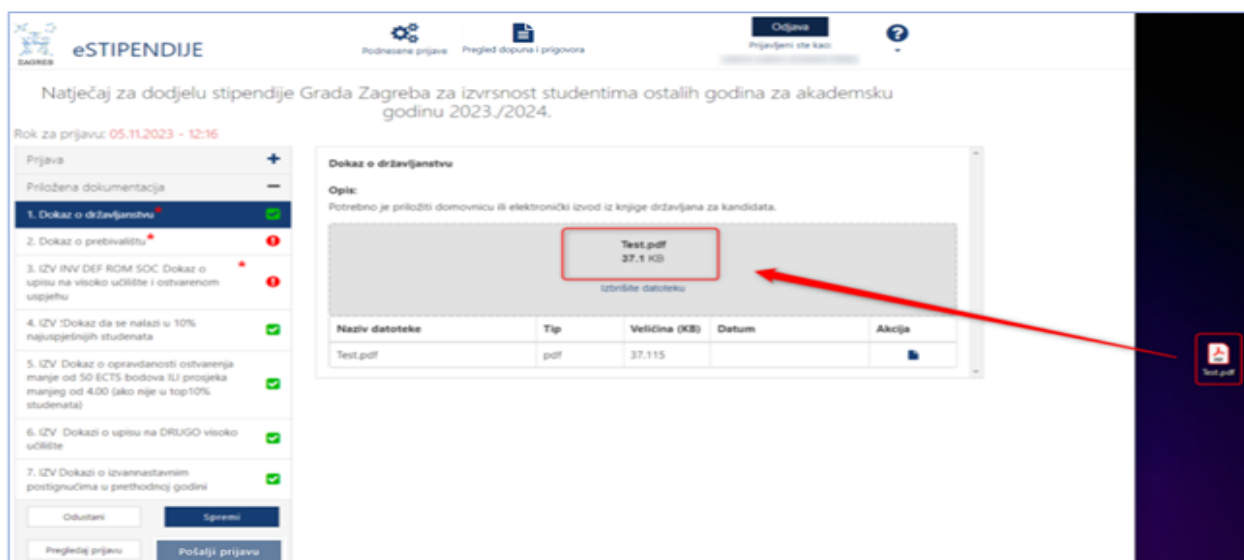 ZAGREB
eSTIPENDIJE
Podnesene prijave
Pregled dopuna i prigovora
Odjava
Prijavljeni ste kao:
Natječaj za dodjelu stipendije Grada Zagreba za izvrsnost studentima ostalih godina za akademsku
godinu 2023./2024.
Rok za prijavu: 05.11.2023 - 12:16
Prijava
Priložena dokumentacija
1. Dokaz o državljanstvu*
2. Dokaz o prebivalištu*
3. IZV INV DEF ROM SOC Dokaz o *
upisu na visoko učilište i ostvarenom
uspjehu
4. IZV !Dokaz da se nalazi u 10%
najuspješnijih studenata
5. IZV Dokaz o opravdanosti ostvarenja
manje od 50 ECTS bodova ILI prosjeka
manjeg od 4.00 (ako nije u top10%
studenata)
6. IZV Dokazi o upisu na DRUGO visoko
učilište
7. IZV Dokazi o izvannastavnim
postignućima u prethodnoj godini
Odustani
Spremi
Pregledaj prijavu
Pošalji prijavu
Dokaz o državljanstvu
Opis:
Potrebno je priložiti domovnicu ili elektronički izvod iz knjige državljana za kandidata.
Test.pdf
37.1 KB
Izbrišite datoteku
Naziv datoteke Tip Veličina (KB) Datum Akcija
Test.pdf pdf 37.115
Test.pdf